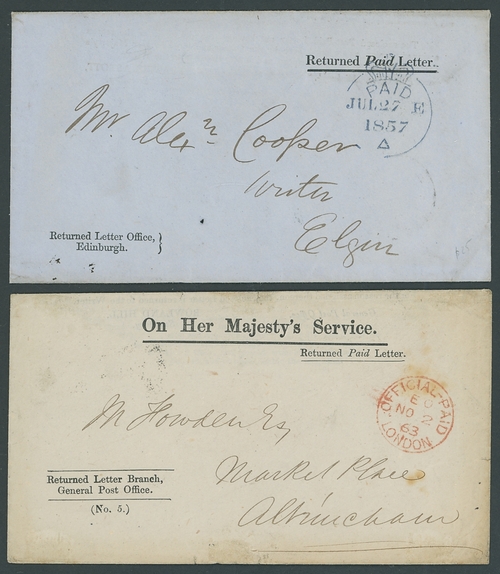 Returned Paid Letter.
PAID
JUL 27 E
1857
Mr. Alexr. Cooper
Writer
Elgin
Returned Letter Office,
Edinburgh.
On Her Majesty's Service.
Returned Paid Letter.
OFFICIAL-PAID
NO 2
63
LONDON
M Howden Esq
Market Place
Altrincham
Returned Letter Branch,
General Post Office.
(No. 5.)